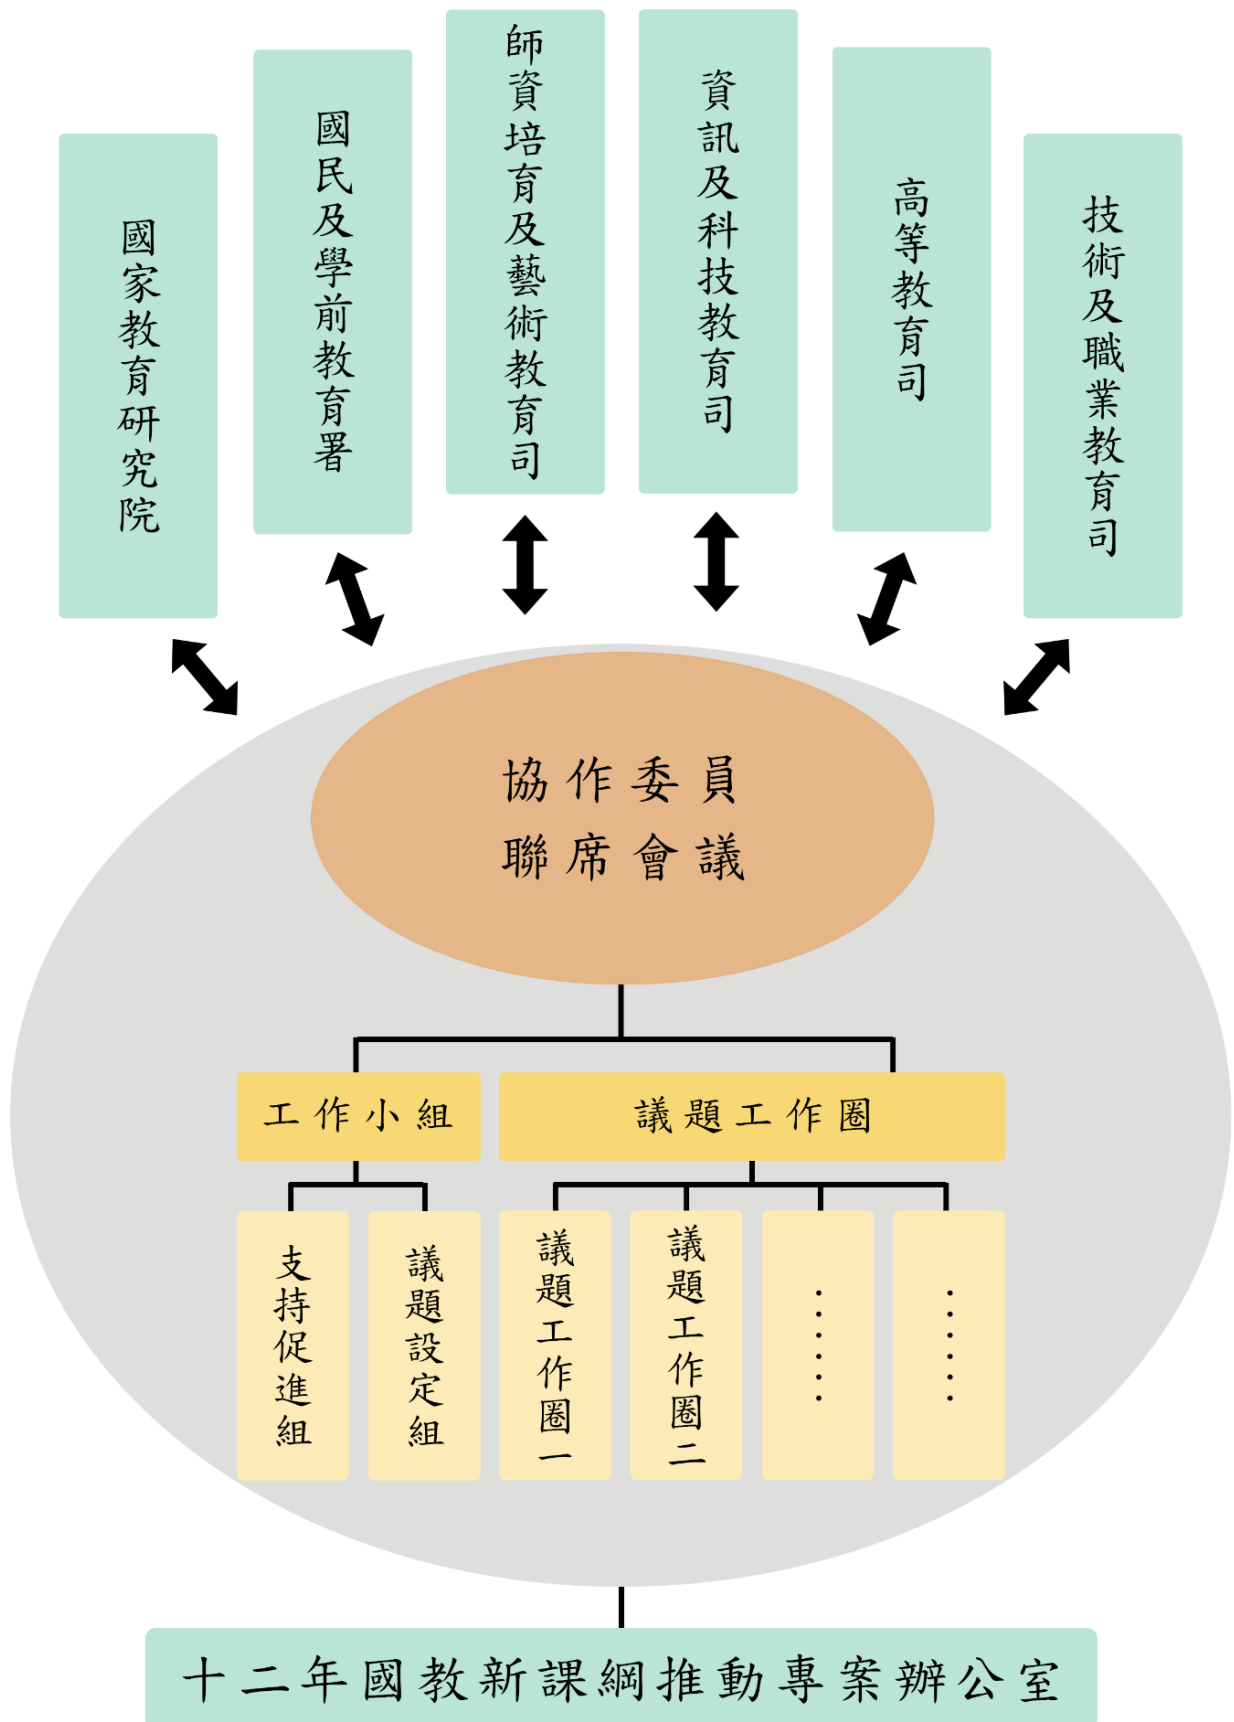 國家教育研究院
國民及學前教育署
師資培育及藝術教育司
資訊及科技教育司
高等教育司
技術及職業教育司
協作委員
聯席會議
工作小組
議題工作圈
支持促進組
議題設定組
議題工作圈一
議題工作圈二
······
······
十二年國教新課綱推動專案辦公室